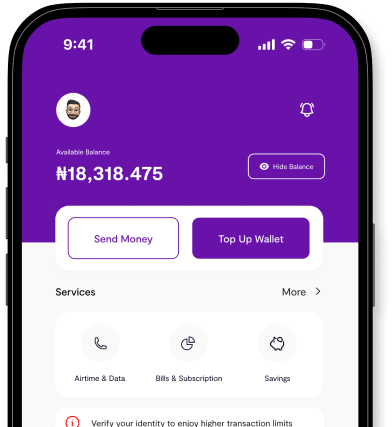 9:41
Available Balance
₦18,318.475
Hide Balance
Send Money
Top Up Wallet
Services
More
Airtime & Data
Bills & Subscription
Savings
Verify your identity to enjoy higher transaction limits